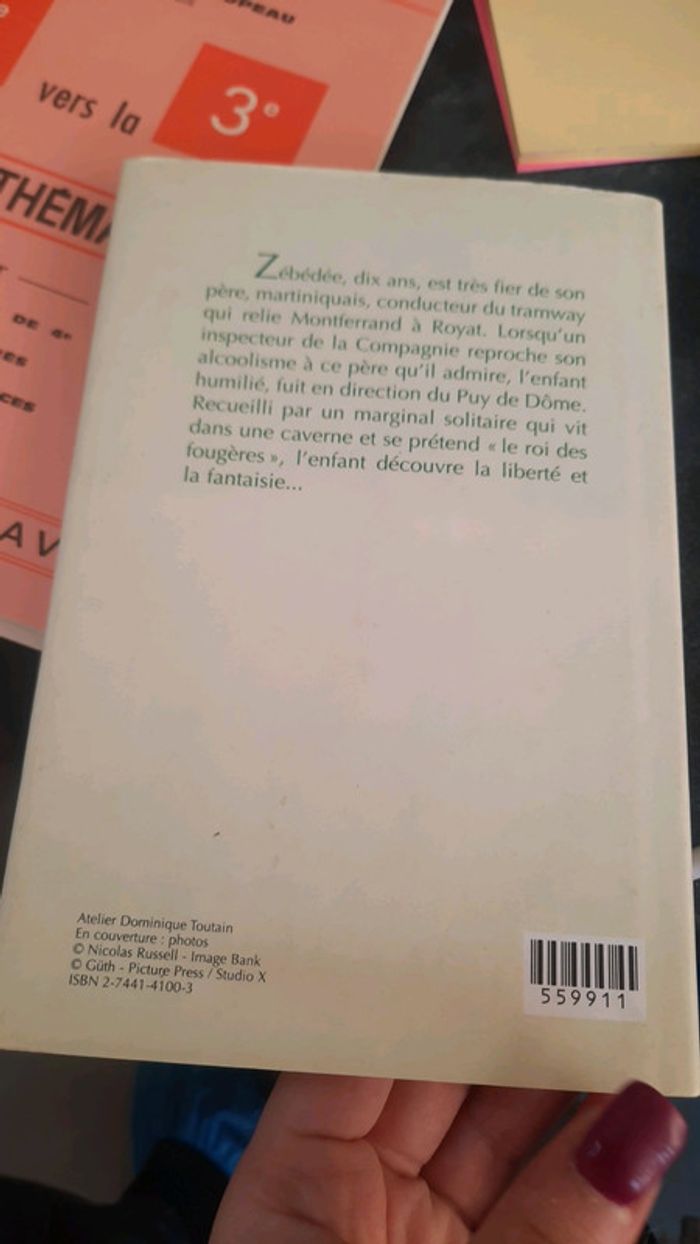 vers la
3e
Zébédée, dix ans, est très fier de son
père, martiniquais, conducteur du tramway
qui relie Montferrand à Royat. Lorsqu'un
inspecteur de la Compagnie reproche son
alcoolisme à ce père qu'il admire, l'enfant
humilié, fuit en direction du Puy de Dôme.
Recueilli par un marginal solitaire qui vit
dans une caverne et se prétend « le roi des
fougères », l'enfant découvre la liberté et
la fantaisie...
Atelier Dominique Toutain
En couverture : photos
© Nicolas Russell - Image Bank
© Güth - Picture Press / Studio X
ISBN 2-7441-4100-3
559911